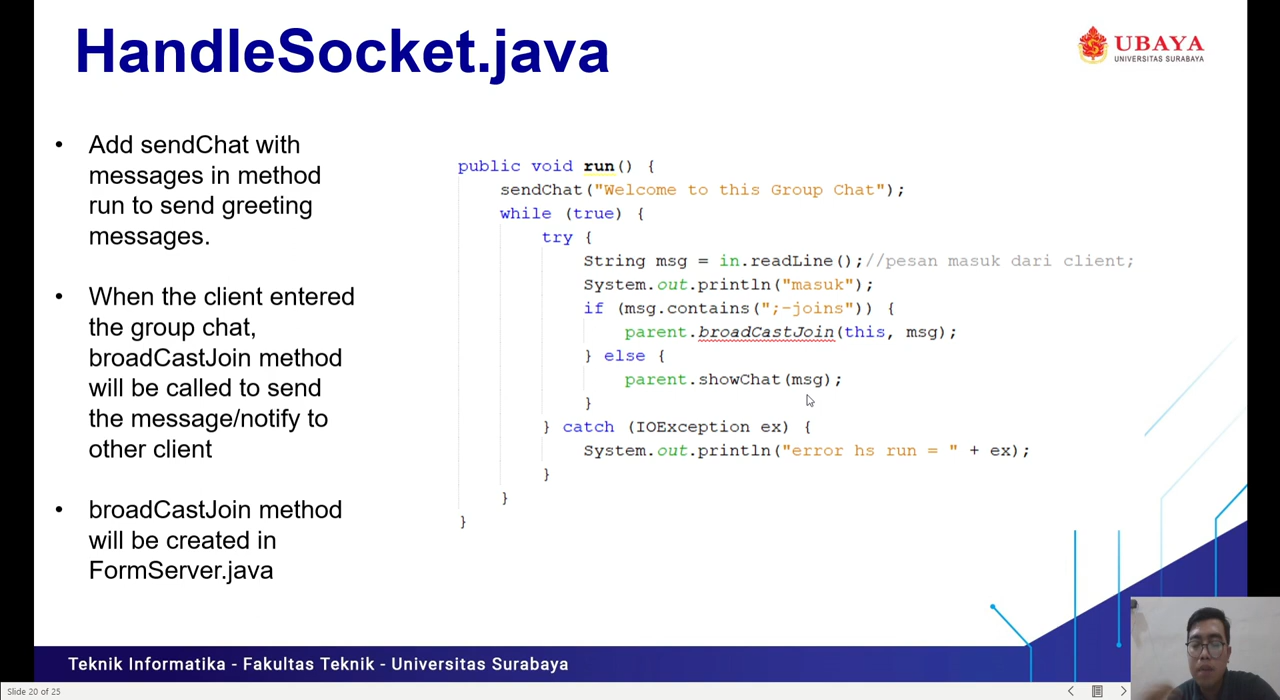 HandleSocket.java
UBAYA
UNIVERSITAS SURABAYA
• Add sendChat with
messages in method
run to send greeting
messages.
• When the client entered
the group chat,
broadCastJoin method
will be called to send
the message/notify to
other client
• broadCastJoin method
will be created in
FormServer.java
public void run() {
sendChat("Welcome to this Group Chat");
while (true) {
try {
String msg = in.readLine();//pesan masuk dari client;
System.out.println("masuk");
if (msg.contains(";-joins")) {
parent.broadCastJoin(this, msg);
} else {
parent.showChat(msg);
}
} catch (IOException ex) {
System.out.println("error hs run = " + ex);
}
}
}
Teknik Informatika - Fakultas Teknik - Universitas Surabaya
Slide 20 of 25